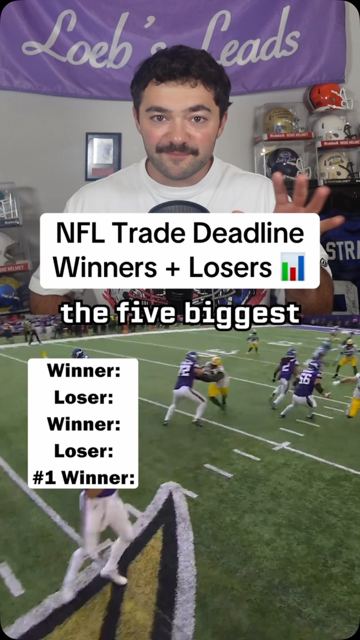 Loeb's Leads
NFL Trade Deadline
Winners + Losers 📊
the five biggest
Winner:
Loser:
Winner:
Loser:
#1 Winner: